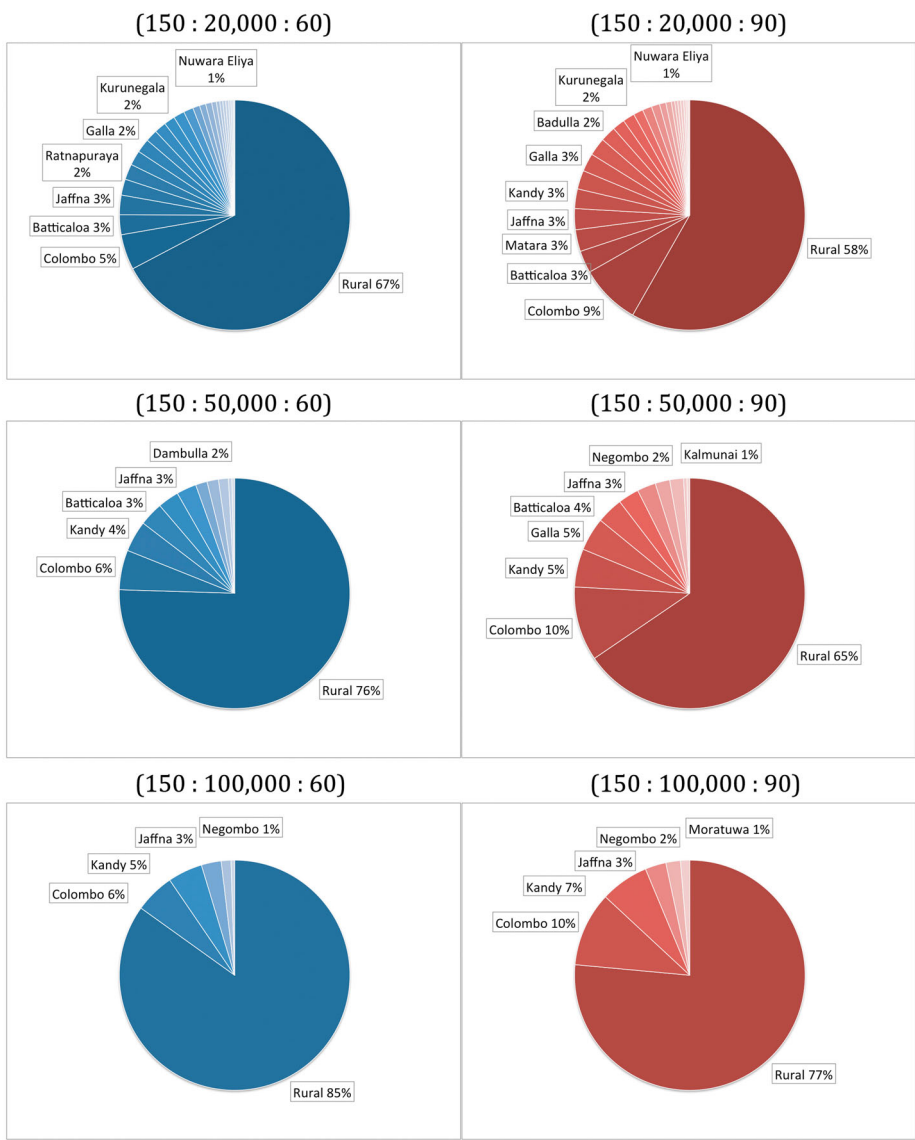 (150 : 20,000 : 60)
Nuwara Eliya
1%
Kurunegala
2%
Galla 2%
Ratnapuraya
2%
Jaffna 3%
Batticaloa 3%
Colombo 5%
Rural 67%
(150 : 20,000 : 90)
Nuwara Eliya
1%
Kurunegala
2%
Badulla 2%
Galla 3%
Kandy 3%
Jaffna 3%
Matara 3%
Batticaloa 3%
Colombo 9%
Rural 58%
(150 : 50,000 : 60)
Dambulla 2%
Jaffna 3%
Batticaloa 3%
Kandy 4%
Colombo 6%
Rural 76%
(150 : 50,000 : 90)
Kalmunai 1%
Negombo 2%
Jaffna 3%
Batticaloa 4%
Galla 5%
Kandy 5%
Colombo 10%
Rural 65%
(150 : 100,000 : 60)
Negombo 1%
Jaffna 3%
Kandy 5%
Colombo 6%
Rural 85%
(150 : 100,000 : 90)
Moratuwa 1%
Negombo 2%
Jaffna 3%
Kandy 7%
Colombo 10%
Rural 77%